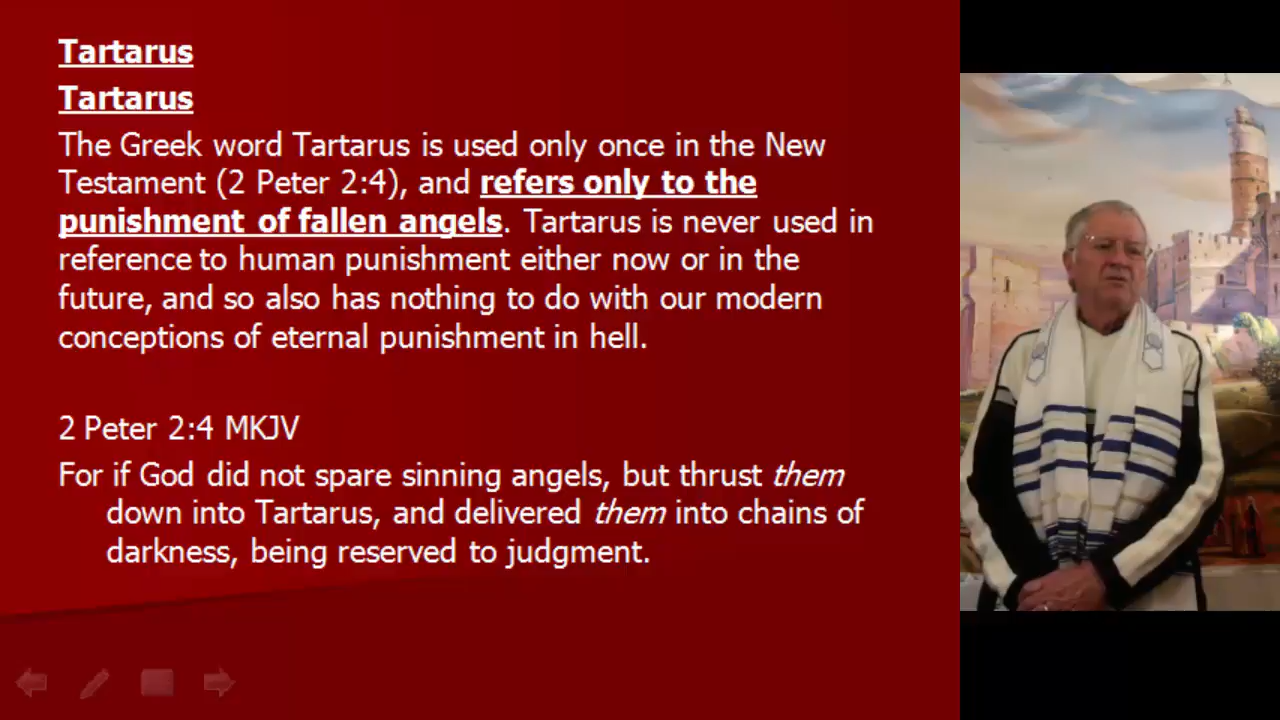 Tartarus
Tartarus
The Greek word Tartarus is used only once in the New
Testament (2 Peter 2:4), and refers only to the
punishment of fallen angels. Tartarus is never used in
reference to human punishment either now or in the
future, and so also has nothing to do with our modern
conceptions of eternal punishment in hell.
2 Peter 2:4 MKJV
For if God did not spare sinning angels, but thrust them
down into Tartarus, and delivered them into chains of
darkness, being reserved to judgment.